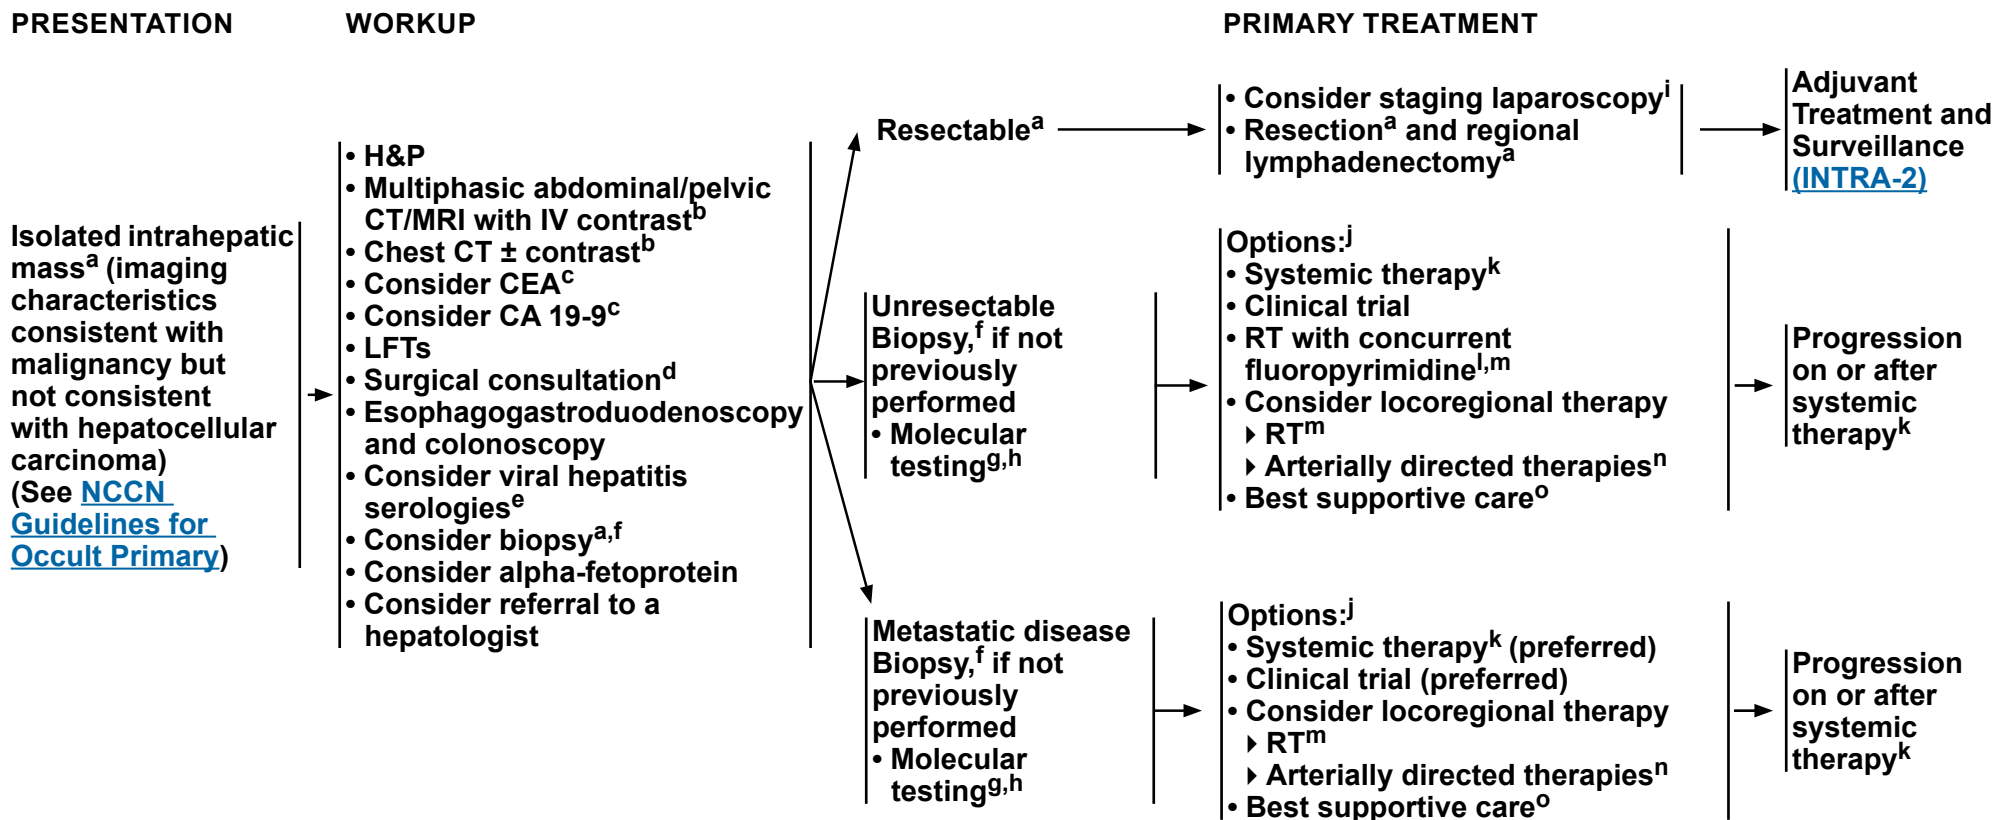 PRESENTATION
WORKUP
PRIMARY TREATMENT
Isolated intrahepatic
mass^a (imaging
characteristics
consistent with
malignancy but
not consistent
with hepatocellular
carcinoma)
(See NCCN
Guidelines for
Occult Primary)
• H&P
• Multiphasic abdominal/pelvic
CT/MRI with IV contrast^b
• Chest CT ± contrast^b
• Consider CEA^c
• Consider CA 19-9^c
• LFTs
• Surgical consultation^d
• Esophagogastroduodenoscopy
and colonoscopy
• Consider viral hepatitis
serologies^e
• Consider biopsy^a,f
• Consider alpha-fetoprotein
• Consider referral to a
hepatologist
Resectable^a
• Consider staging laparoscopy^i
• Resection^a and regional
lymphadenectomy^a
Adjuvant
Treatment and
Surveillance
(INTRA-2)
Unresectable
Biopsy,^f if not
previously
performed
• Molecular
testing^g,h
Options:^j
• Systemic therapy^k
• Clinical trial
• RT with concurrent
fluoropyrimidine^l,m
• Consider locoregional therapy
▸ RT^m
▸ Arterially directed therapies^n
• Best supportive care^o
Progression
on or after
systemic
therapy^k
Metastatic disease
Biopsy,^f if not
previously
performed
• Molecular
testing^g,h
Options:^j
• Systemic therapy^k (preferred)
• Clinical trial (preferred)
• Consider locoregional therapy
▸ RT^m
▸ Arterially directed therapies^n
• Best supportive care^o
Progression
on or after
systemic
therapy^k